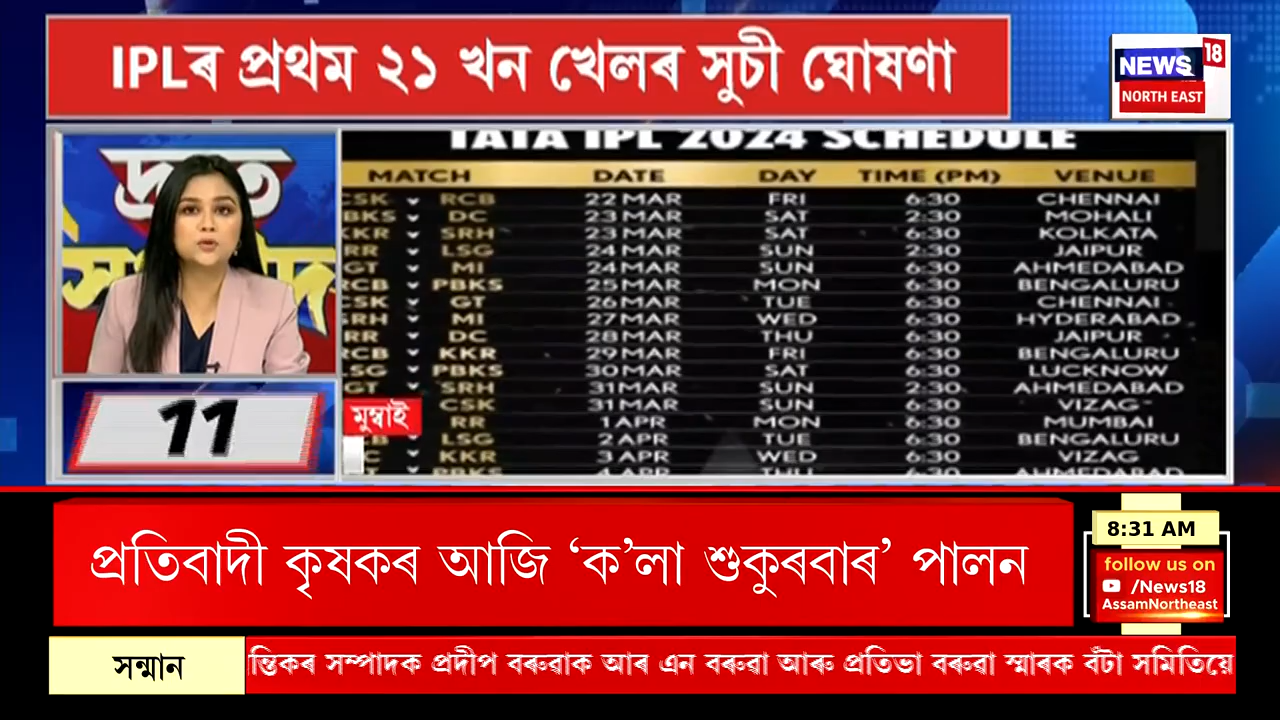 IPLৰ প্ৰথম ২১ খন খেলৰ সুচী ঘোষণা
NEWS 18
NORTH EAST
দ্ৰুত
TATA IPL 2024 SCHEDULE
MATCH DATE DAY TIME (PM) VENUE
CSK v RCB 22 MAR FRI 6:30 CHENNAI
PBKS v DC 23 MAR SAT 2:30 MOHALI
KKR v SRH 23 MAR SAT 6:30 KOLKATA
RR v LSG 24 MAR SUN 2:30 JAIPUR
GT v MI 24 MAR SUN 6:30 AHMEDABAD
RCB v PBKS 25 MAR MON 6:30 BENGALURU
CSK v GT 26 MAR TUE 6:30 CHENNAI
SRH v MI 27 MAR WED 6:30 HYDERABAD
RR v DC 28 MAR THU 6:30 JAIPUR
RCB v KKR 29 MAR FRI 6:30 BENGALURU
LSG v PBKS 30 MAR SAT 6:30 LUCKNOW
GT v SRH 31 MAR SUN 2:30 AHMEDABAD
CSK 31 MAR SUN 6:30 VIZAG
RR 1 APR MON 6:30 MUMBAI
LSG 2 APR TUE 6:30 BENGALURU
KKR 3 APR WED 6:30 VIZAG
PBKS 4 APR THU 6:30 AHMEDABAD
মুম্বাই
11
প্ৰতিবাদী কৃষকৰ আজি ‘ক’লা শুকুৰবাৰ’ পালন
8:31 AM
follow us on
/News18
AssamNortheast
সন্মান
ন্তিকৰ সম্পাদক প্ৰদীপ বৰুৱাক আৰ এন বৰুৱা আৰু প্ৰতিভা বৰুৱা স্মাৰক বঁটা সমিতিয়ে